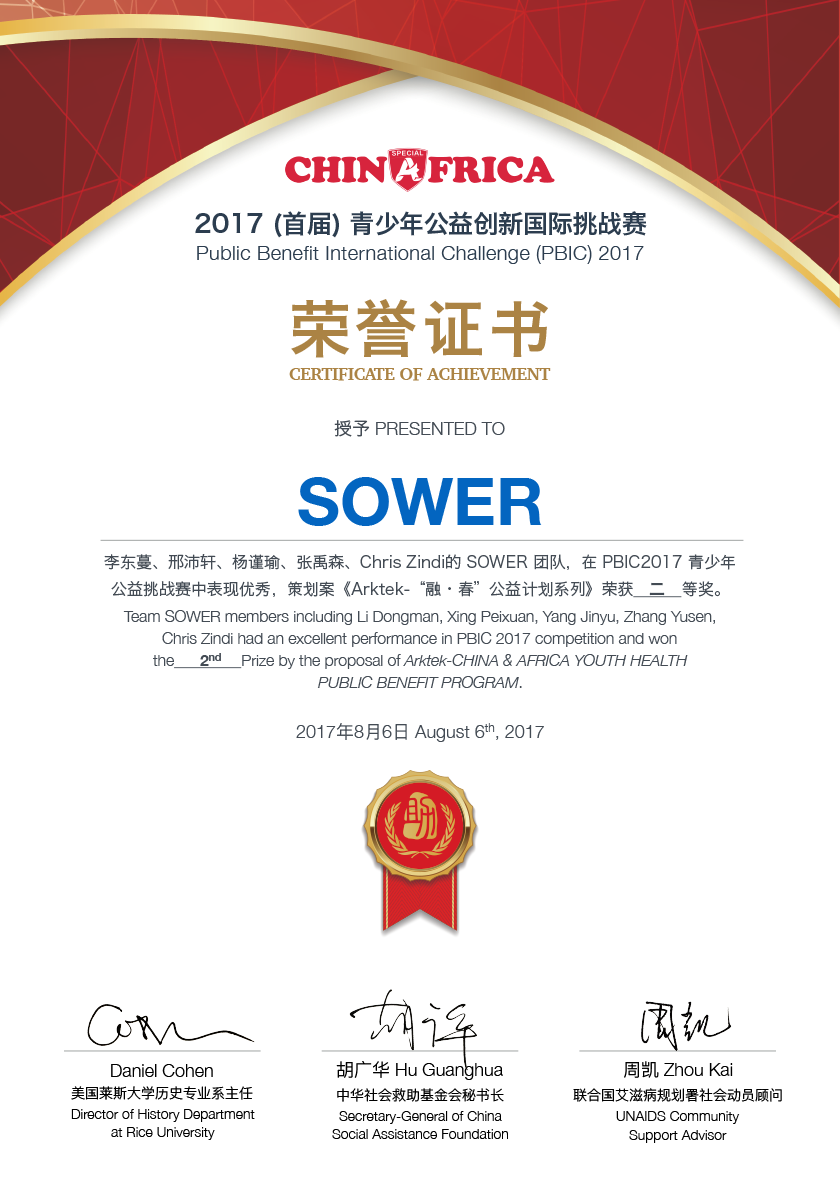 SPECIAL
CHINAFRICA
2017 (首届) 青少年公益创新国际挑战赛
Public Benefit International Challenge (PBIC) 2017
荣誉证书
CERTIFICATE OF ACHIEVEMENT
授予 PRESENTED TO
SOWER
李东蔓、邢沛轩、杨谨瑜、张禹森、Chris Zindi的 SOWER 团队，在 PBIC2017 青少年
公益挑战赛中表现优秀，策划案《Arktek-“融·春”公益计划系列》荣获__二__等奖。
Team SOWER members including Li Dongman, Xing Peixuan, Yang Jinyu, Zhang Yusen,
Chris Zindi had an excellent performance in PBIC 2017 competition and won
the___2nd___Prize by the proposal of Arktek-CHINA & AFRICA YOUTH HEALTH
PUBLIC BENEFIT PROGRAM.
2017年8月6日 August 6th, 2017
Daniel Cohen
美国莱斯大学历史专业系主任
Director of History Department
at Rice University
胡广华 Hu Guanghua
中华社会救助基金会秘书长
Secretary-General of China
Social Assistance Foundation
周凯
周凯 Zhou Kai
联合国艾滋病规划署社会动员顾问
UNAIDS Community
Support Advisor